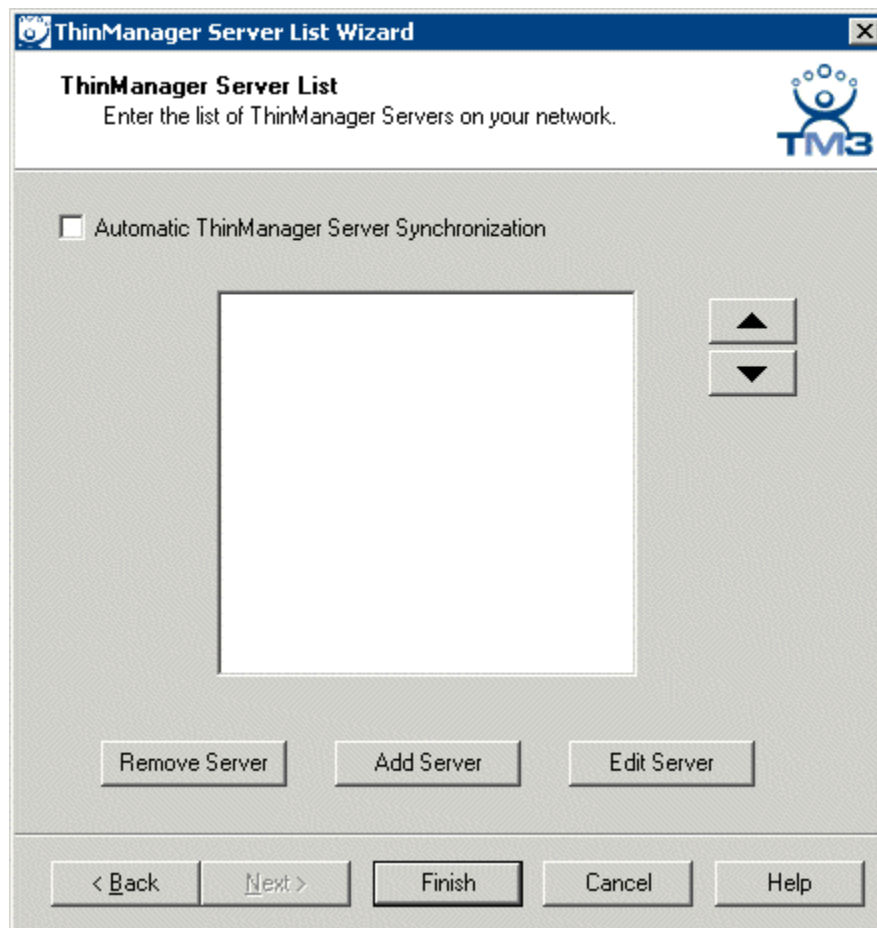 ThinManager Server List Wizard
ThinManager Server List
Enter the list of ThinManager Servers on your network.
TM3
Automatic ThinManager Server Synchronization
Remove Server
Add Server
Edit Server
< Back
Next >
Finish
Cancel
Help